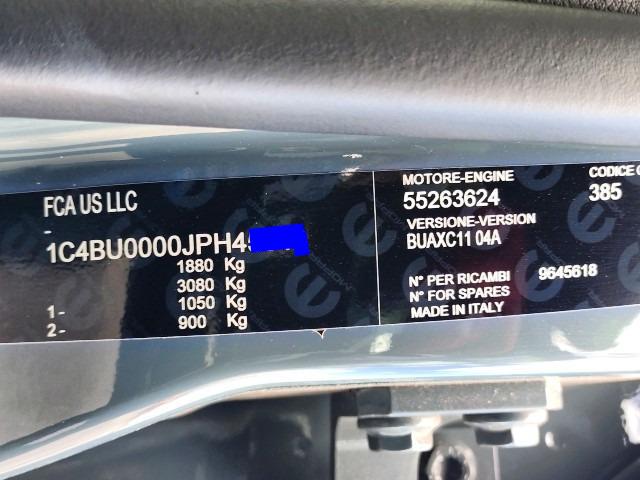 FCA US LLC
-
1C4BU0000JPH4
1880 Kg
3080 Kg
1- 1050 Kg
2- 900 Kg
MOTORE-ENGINE
55263624
VERSIONE-VERSION
BUAXC11 04A
N° PER RICAMBI 9645618
N° FOR SPARES
MADE IN ITALY
CODICE
385